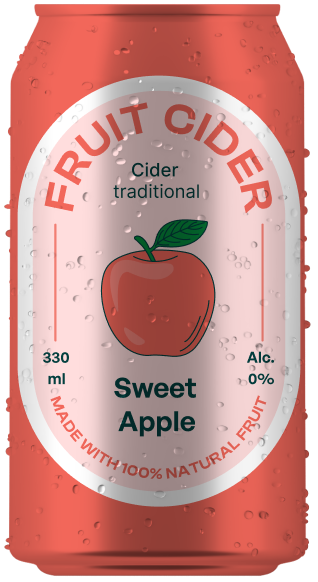 FRUIT CIDER
Cider
traditional
330
ml
Alc.
0%
Sweet
Apple
MADE WITH 100% NATURAL FRUIT